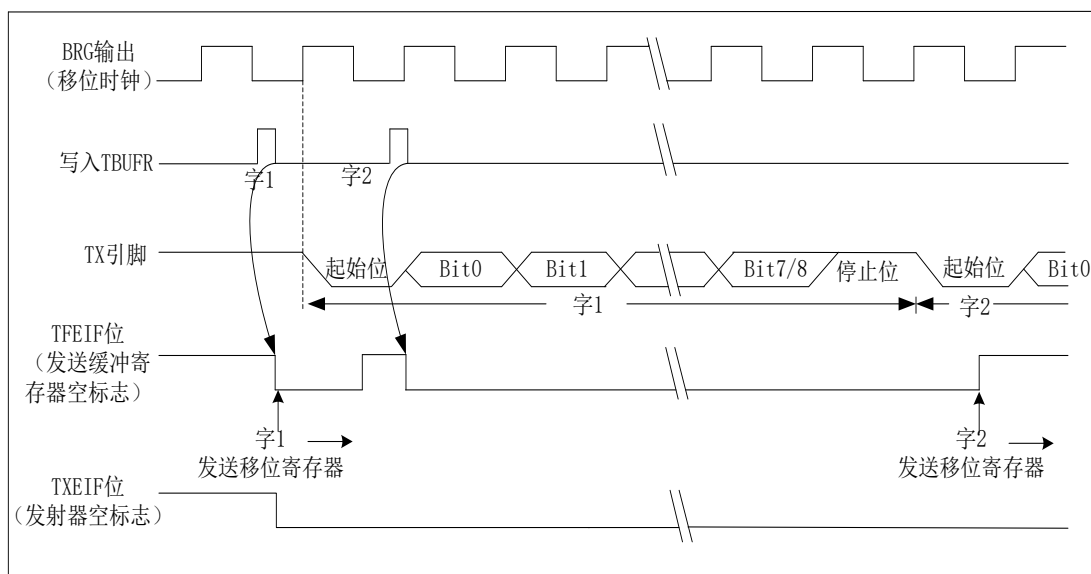 BRG输出
（移位时钟）
写入TBUFR
字1
字2
TX引脚
起始位
Bit0
Bit1
Bit7/8
停止位
起始位
Bit0
字1
字2
TFEIF位
（发送缓冲寄
存器空标志）
字1
发送移位寄存器
字2
发送移位寄存器
TXEIF位
（发射器空标志）